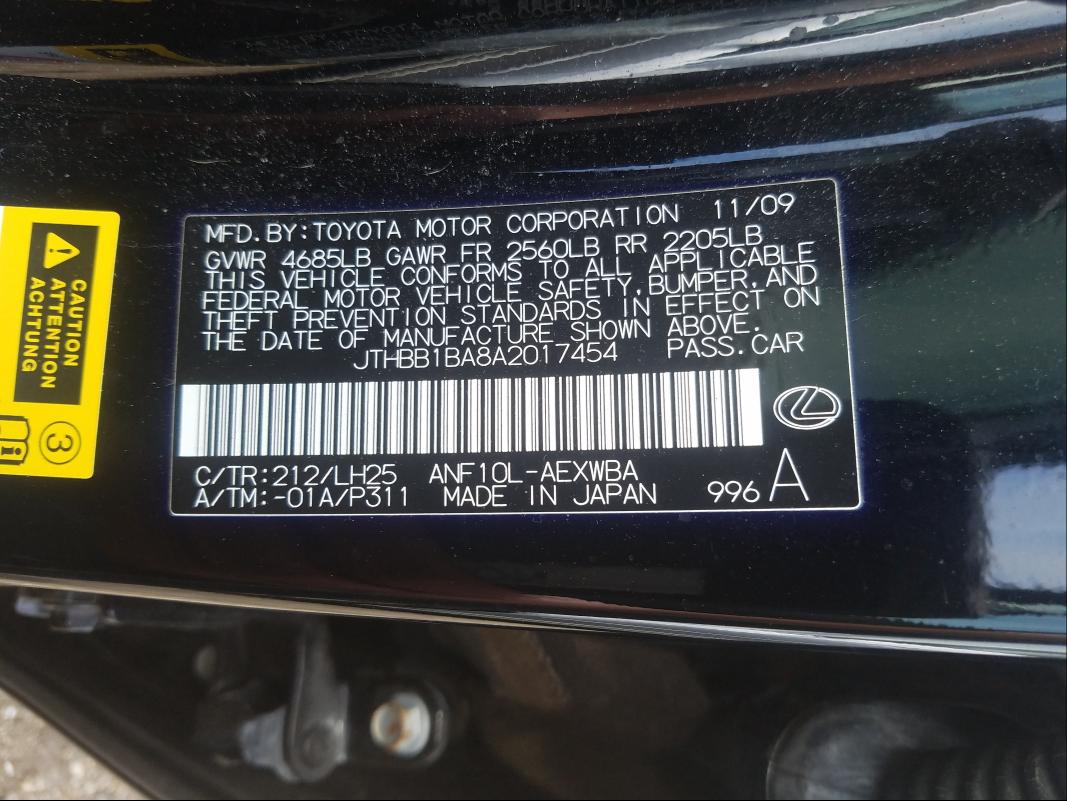 MFD.BY:TOYOTA MOTOR CORPORATION 11/09
GVWR 4685LB GAWR FR 2560LB RR 2205LB
THIS VEHICLE CONFORMS TO ALL APPLICABLE
FEDERAL MOTOR VEHICLE SAFETY,BUMPER,AND
THEFT PREVENTION STANDARDS IN EFFECT ON
THE DATE OF MANUFACTURE SHOWN ABOVE.
JTHBB1BA8A2017454 PASS.CAR
C/TR:212/LH25 ANF10L-AEXWBA
A/TM:-01A/P311 MADE IN JAPAN 996 A
CAUTION
ATTENTION
ACHTUNG
3